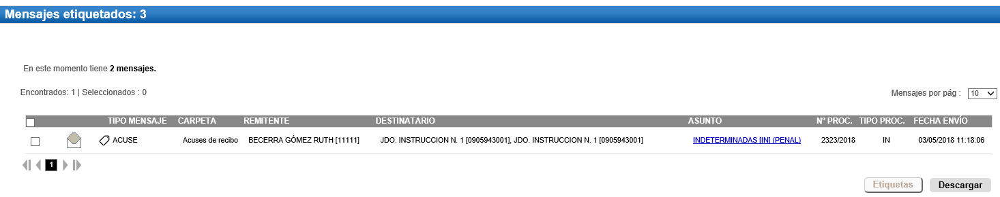 Mensajes etiquetados: 3
En este momento tiene 2 mensajes.
Encontrados: 1 | Seleccionados : 0
Mensajes por pág : 10
TIPO MENSAJE CARPETA REMITENTE DESTINATARIO ASUNTO Nº PROC. TIPO PROC. FECHA ENVÍO
ACUSE Acuses de recibo BECERRA GÓMEZ RUTH [11111] JDO. INSTRUCCION N. 1 [0905943001], JDO. INSTRUCCION N. 1 [0905943001] INDETERMINADAS [IN] (PENAL) 2323/2018 IN 03/05/2018 11:18:06
1
Etiquetas Descargar